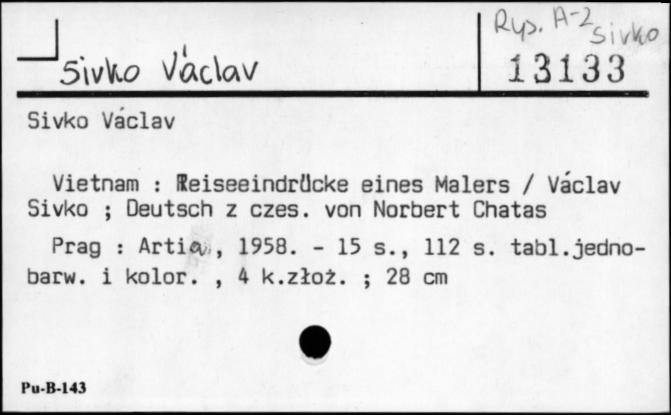 Rys. A-2
Sivko
Sivko Václav
13133
Sivko Václav
Vietnam : Reiseeindrücke eines Malers / Václav
Sivko ; Deutsch z czes. von Norbert Chatas
Prag : Artia, 1958. - 15 s., 112 s. tabl.jedno-
barw. i kolor. , 4 k.złoż. ; 28 cm
Pu-B-143